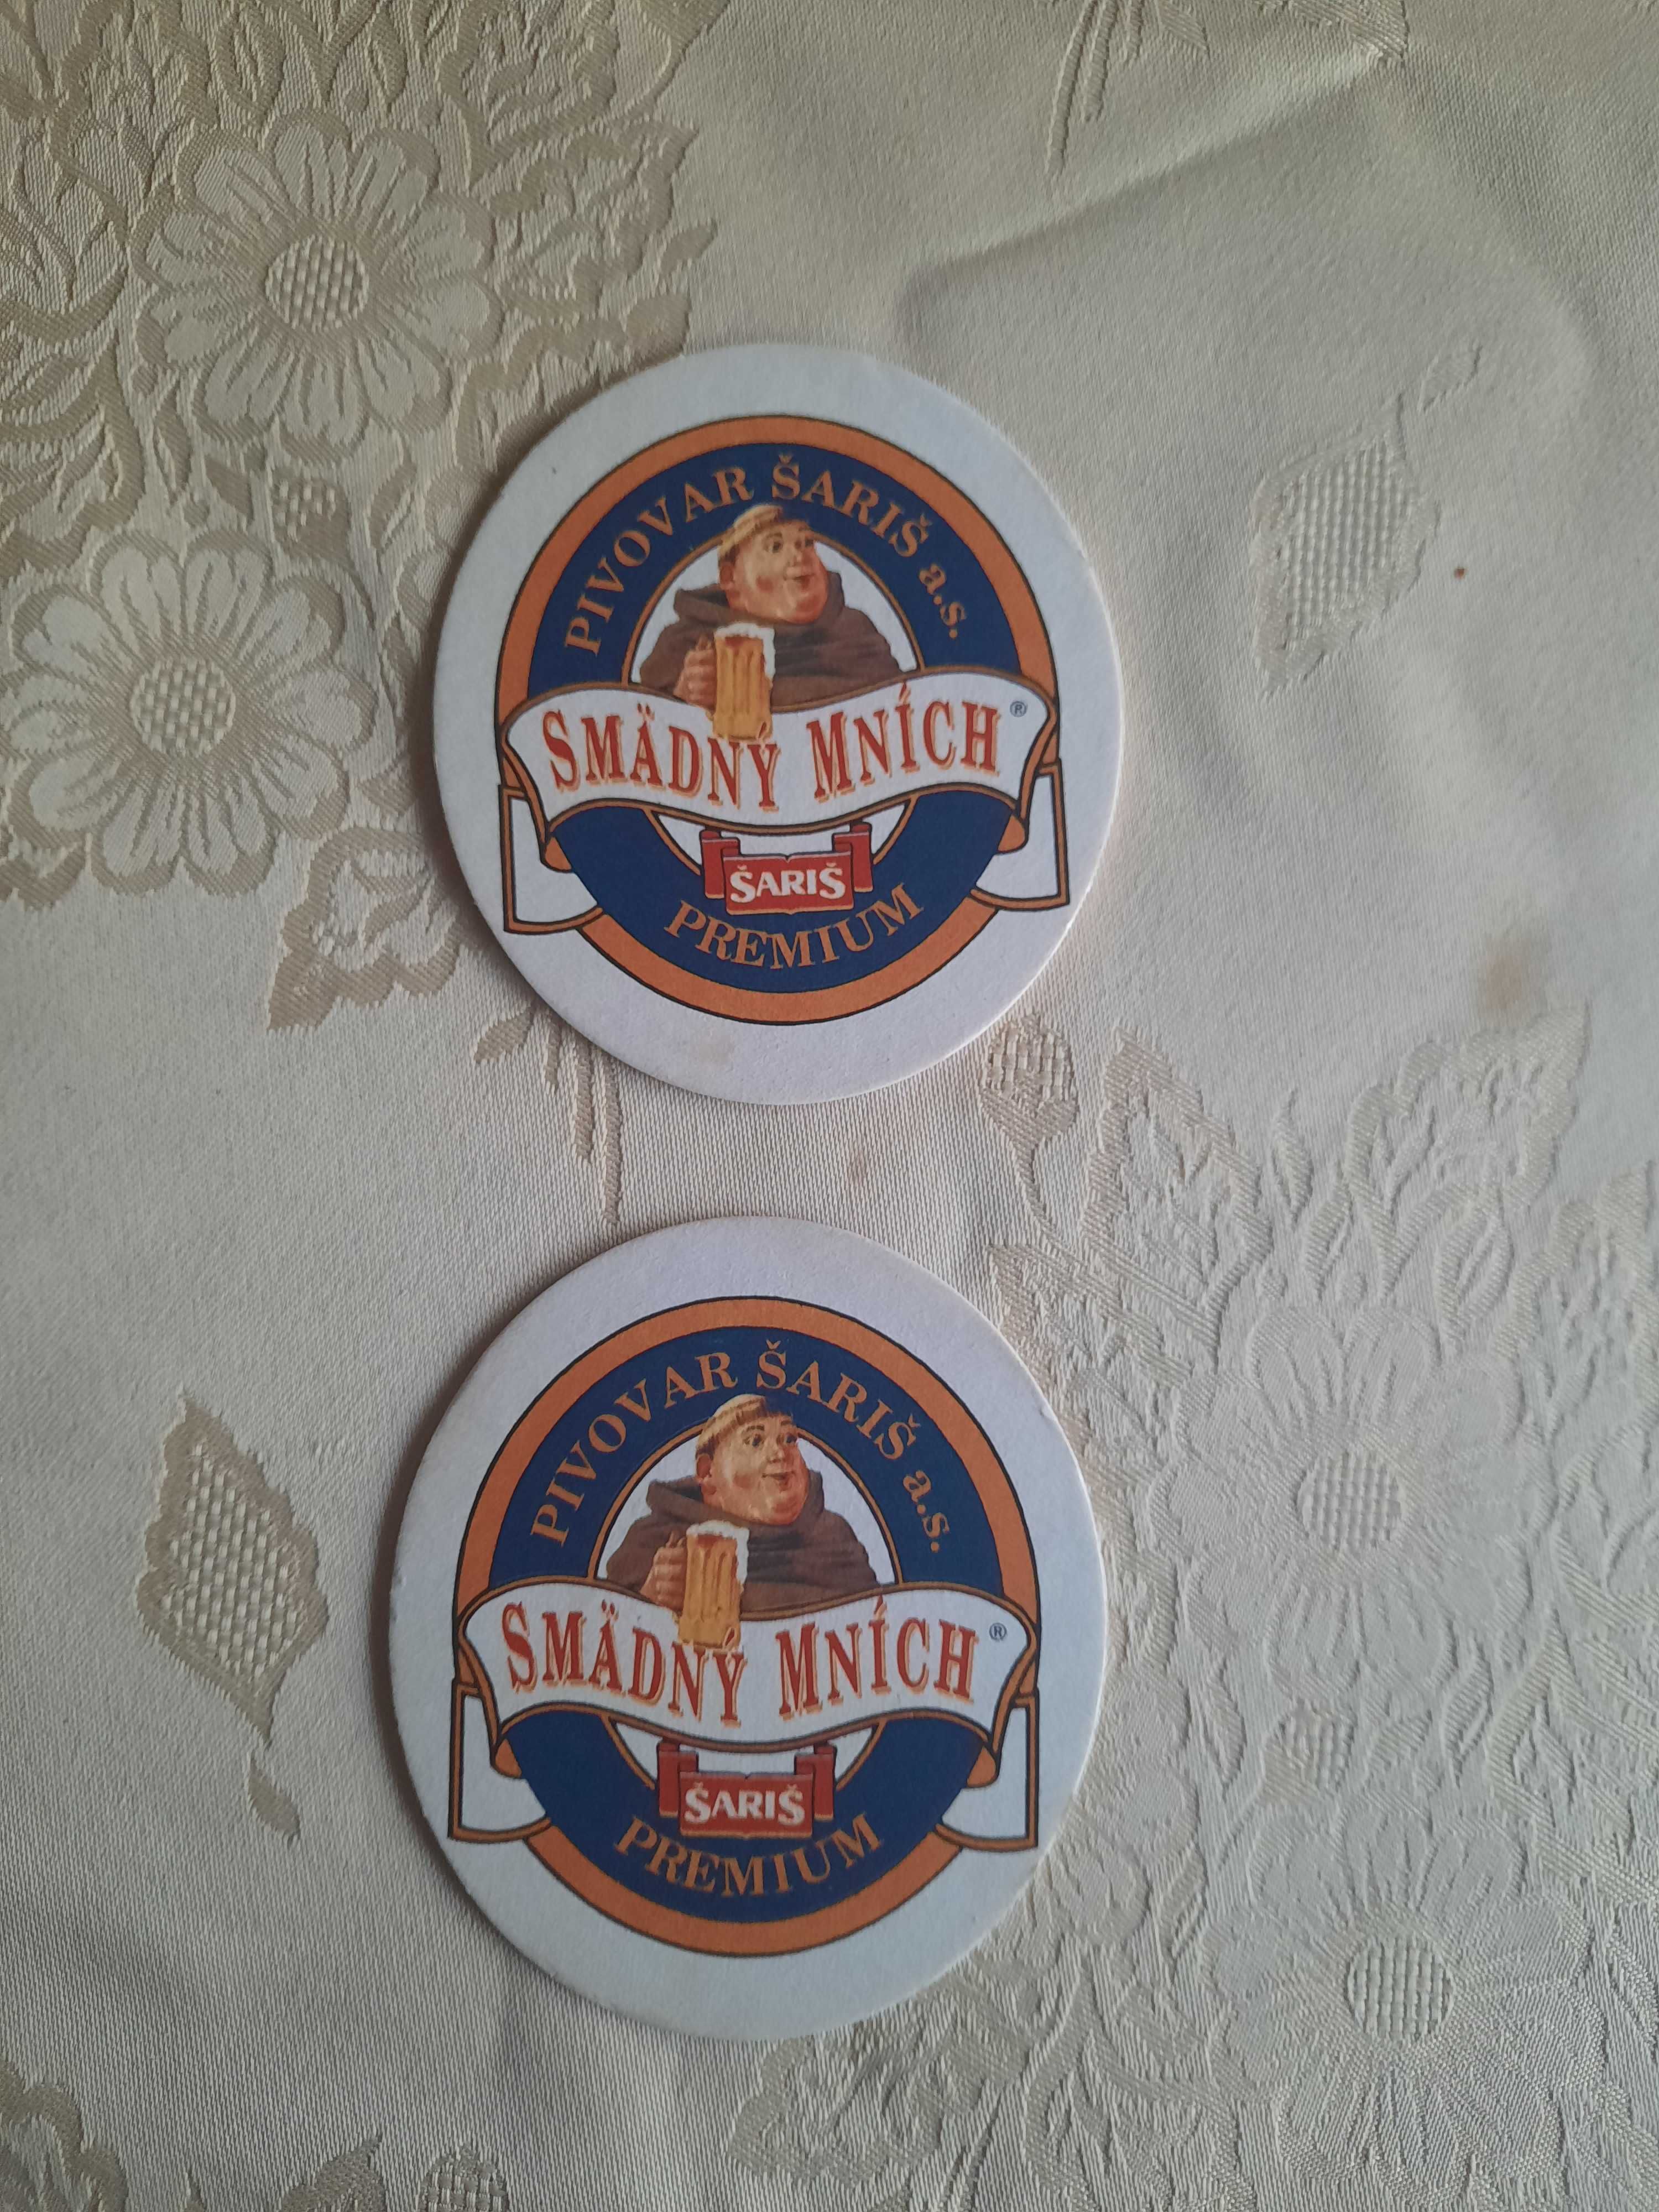 PIVOVAR ŠARIŠ a.s.
SMÄDNÝ MNÍCH ®
ŠARIŠ
PREMIUM
PIVOVAR ŠARIŠ a.s.
SMÄDNÝ MNÍCH ®
ŠARIŠ
PREMIUM